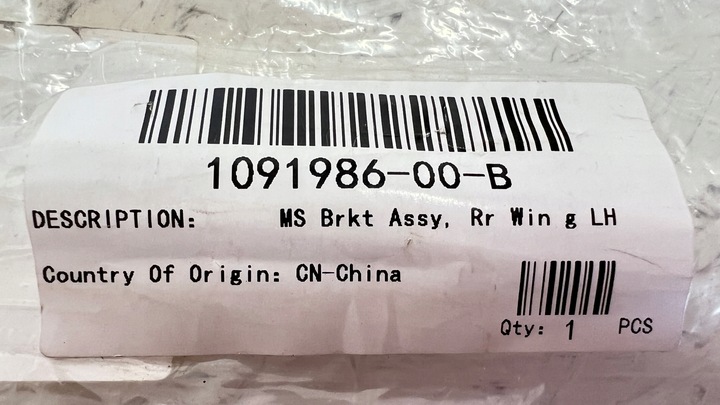 1091986-00-B
DESCRIPTION: MS Brkt Assy, Rr Win g LH
Country Of Origin: CN-China
Qty: 1 PCS